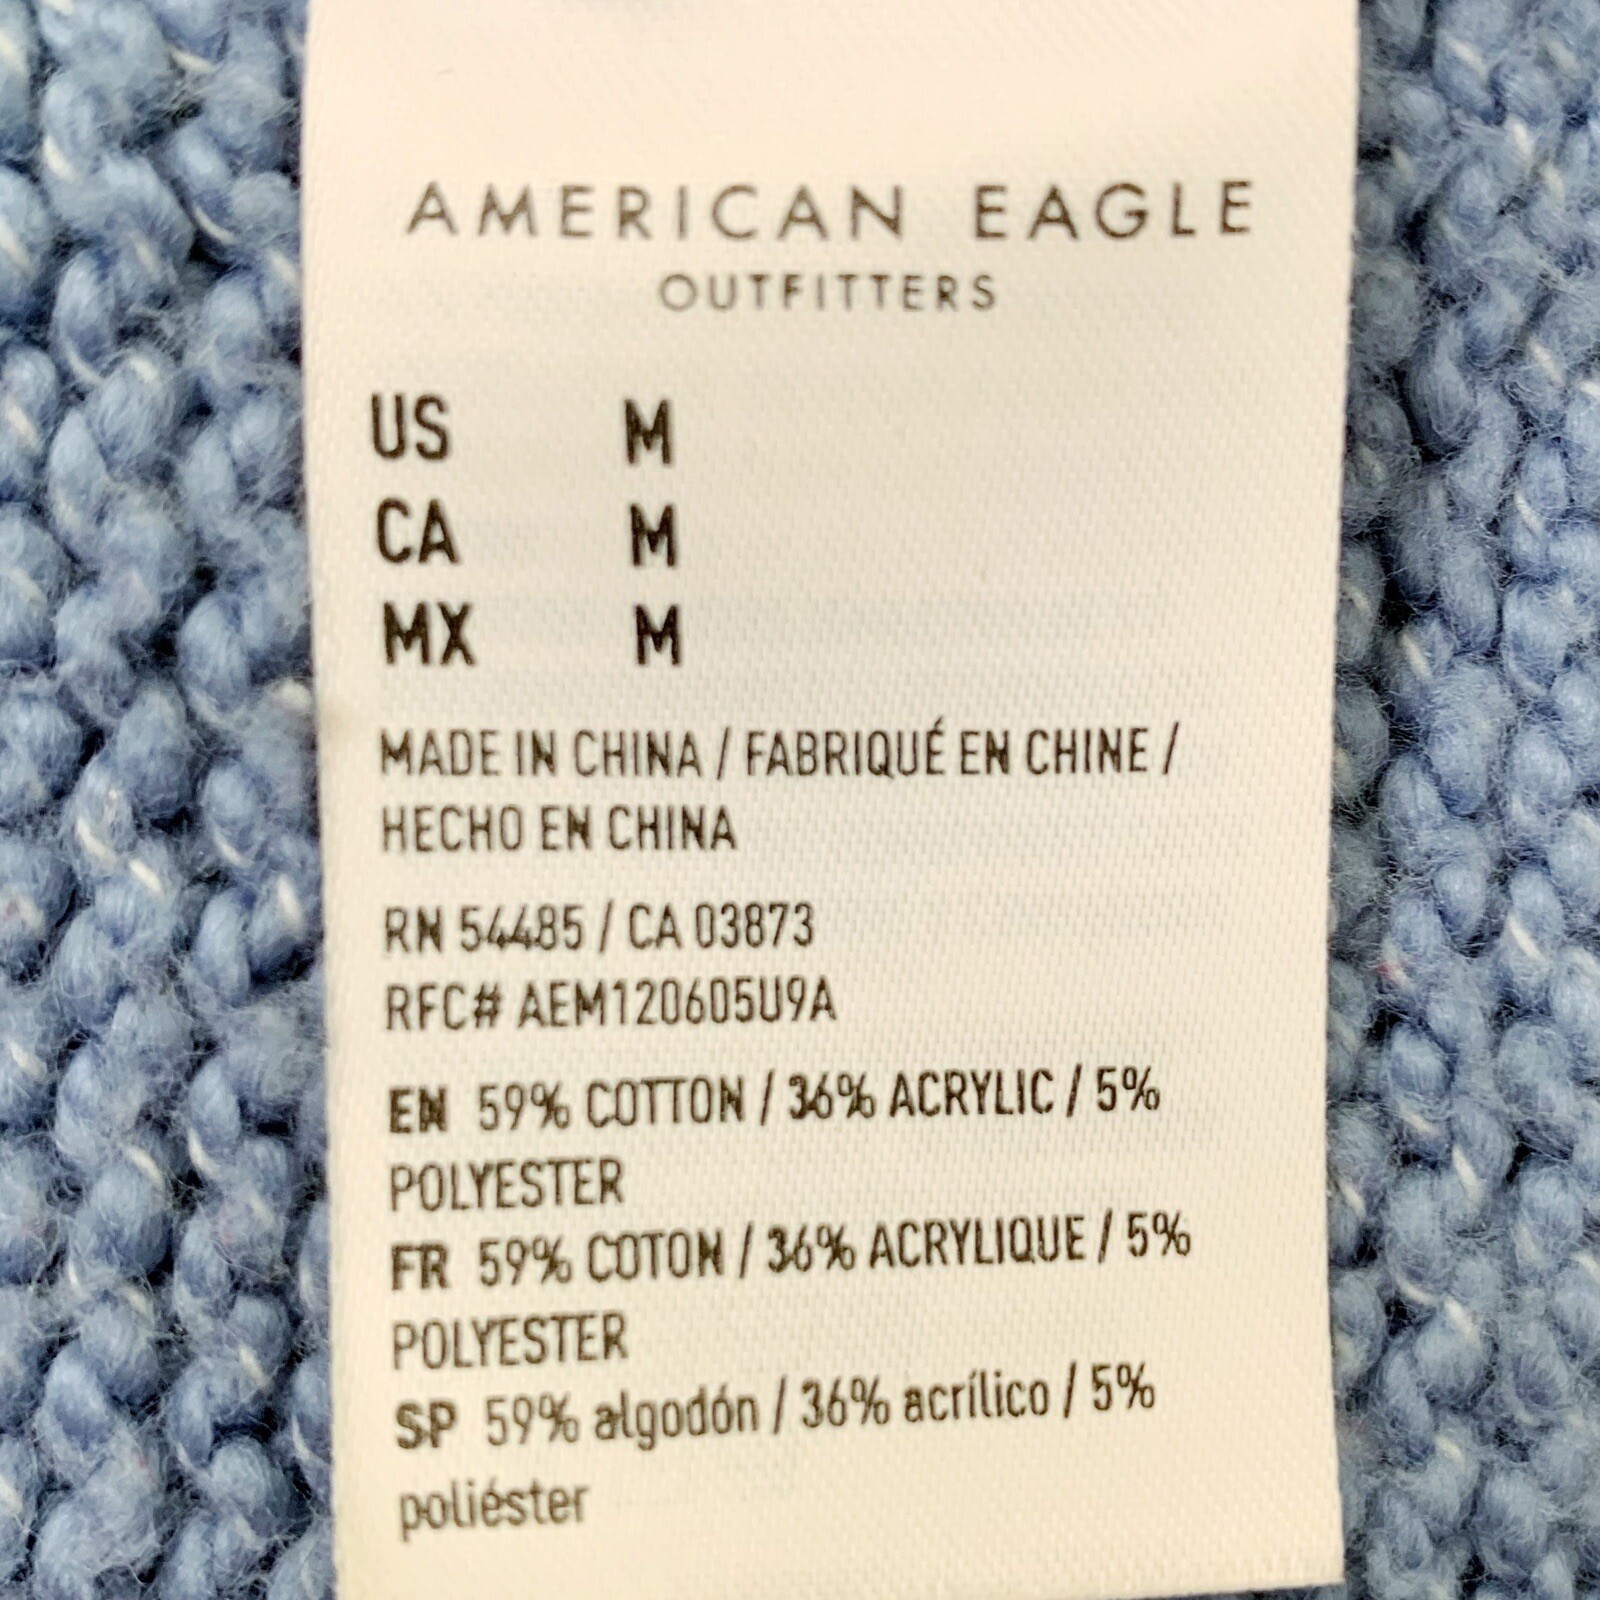 AMERICAN EAGLE
OUTFITTERS
US M
CA M
MX M
MADE IN CHINA / FABRIQUÉ EN CHINE /
HECHO EN CHINA
RN 54485 / CA 03873
RFC# AEM120605U9A
EN 59% COTTON / 36% ACRYLIC / 5%
POLYESTER
FR 59% COTON / 36% ACRYLIQUE / 5%
POLYESTER
SP 59% algodón / 36% acrílico / 5%
poliéster